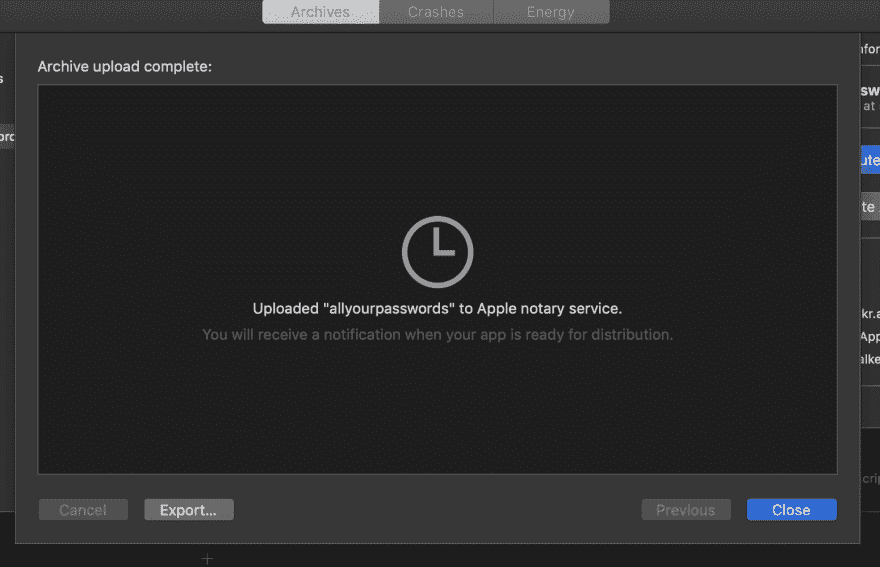 Archives Crashes Energy
Archive upload complete:
Uploaded "allyourpasswords" to Apple notary service.
You will receive a notification when your app is ready for distribution.
Cancel Export... Previous Close